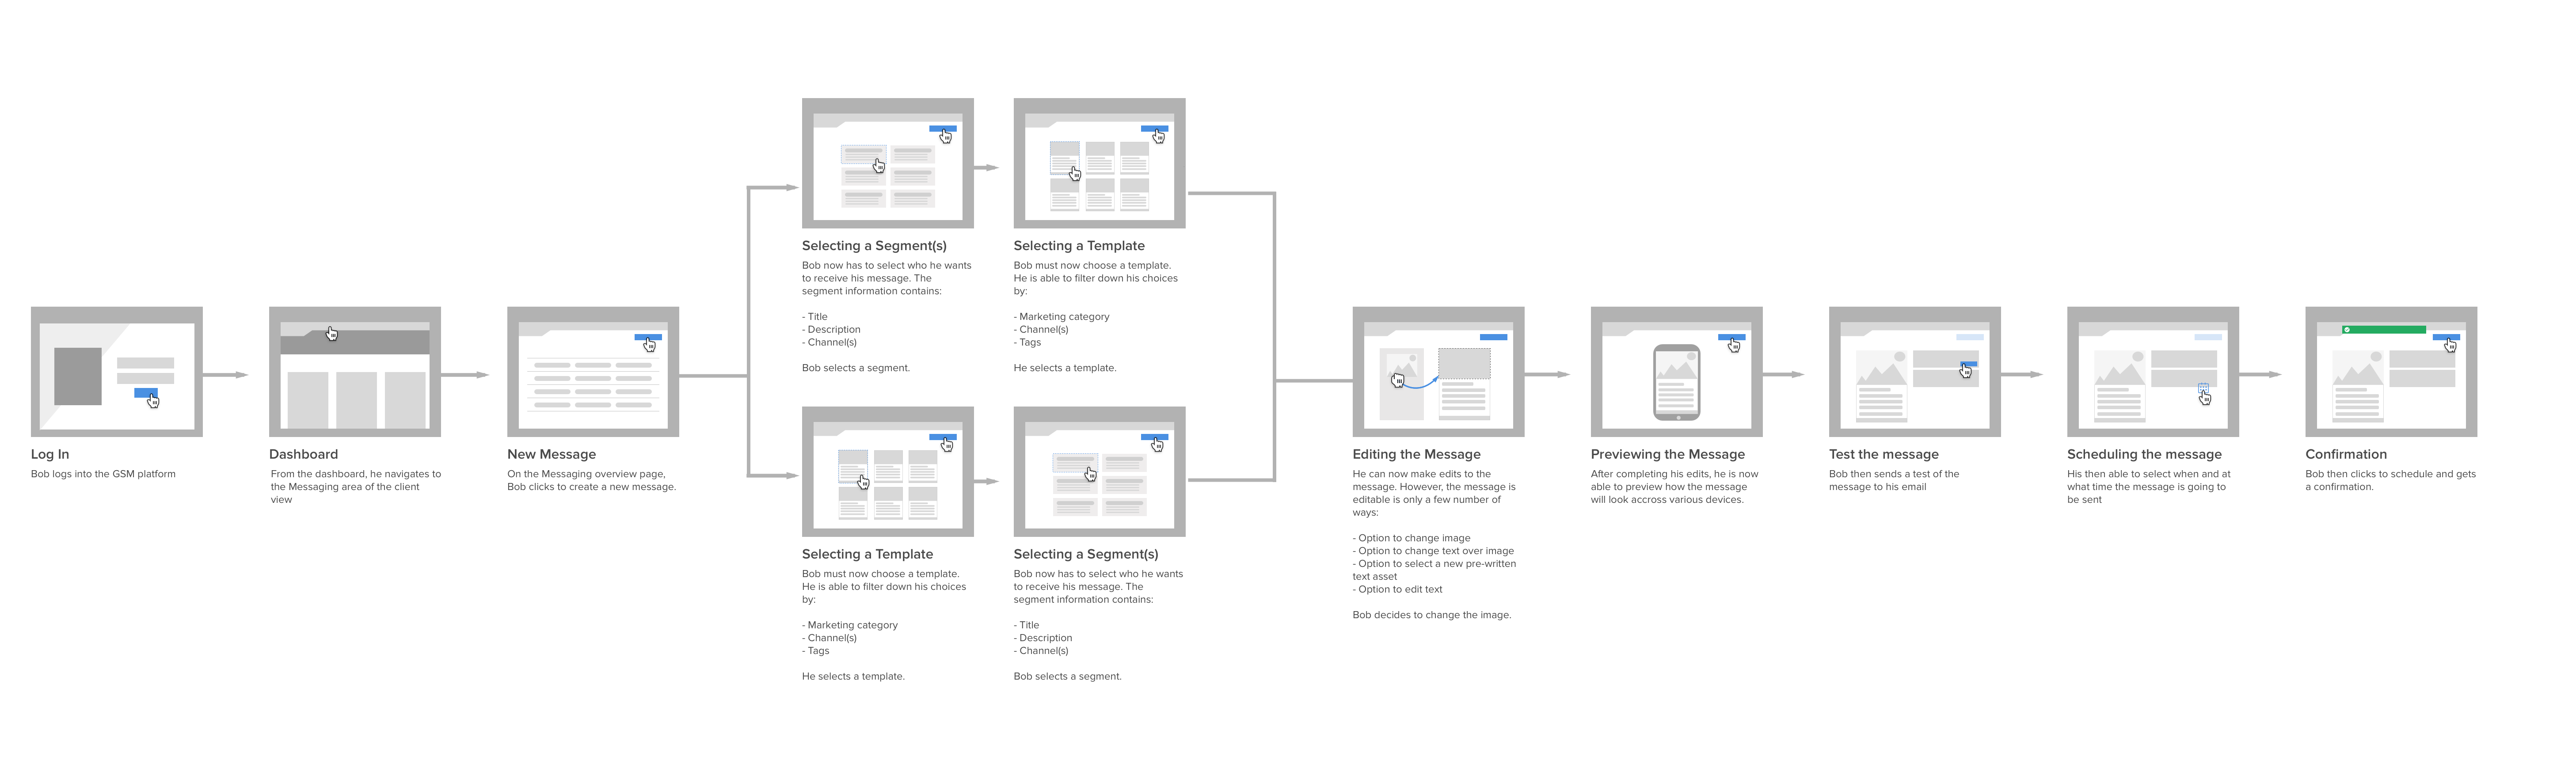 Log In
Bob logs into the GSM platform
Dashboard
From the dashboard, he navigates to
the Messaging area of the client
view
New Message
On the Messaging overview page,
Bob clicks to create a new message.
Selecting a Segment(s)
Bob now has to select who he wants
to receive his message. The
segment information contains:
- Title
- Description
- Channel(s)
Bob selects a segment.
Selecting a Template
Bob must now choose a template.
He is able to filter down his choices
by:
- Marketing category
- Channel(s)
- Tags
He selects a template.
Selecting a Template
Bob must now choose a template.
He is able to filter down his choices
by:
- Marketing category
- Channel(s)
- Tags
He selects a template.
Selecting a Segment(s)
Bob now has to select who he wants
to receive his message. The
segment information contains:
- Title
- Description
- Channel(s)
Bob selects a segment.
Editing the Message
He can now make edits to the
message. However, the message is
editable is only a few number of
ways:
- Option to change image
- Option to change text over image
- Option to select a new pre-written
text asset
- Option to edit text
Bob decides to change the image.
Previewing the Message
After completing his edits, he is now
able to preview how the message
will look accross various devices.
Test the message
Bob then sends a test of the
message to his email
Scheduling the message
His then able to select when and at
what time the message is going to
be sent
Confirmation
Bob then clicks to schedule and gets
a confirmation.